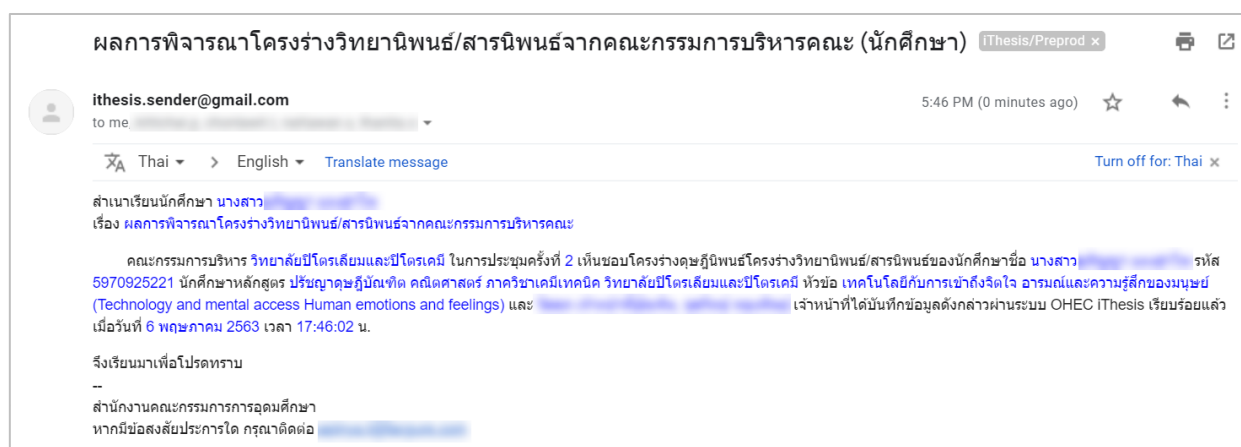 ผลการพิจารณาโครงร่างวิทยานิพนธ์/สารนิพนธ์จากคณะกรรมการบริหารคณะ (นักศึกษา) iThesis/Preprod ×
ithesis.sender@gmail.com 5:46 PM (0 minutes ago)
to me
Thai > English Translate message Turn off for: Thai ×
สำเนาเรียนนักศึกษา นางสาว
เรื่อง ผลการพิจารณาโครงร่างวิทยานิพนธ์/สารนิพนธ์จากคณะกรรมการบริหารคณะ
คณะกรรมการบริหาร วิทยาลัยปิโตรเลียมและปิโตรเคมี ในการประชุมครั้งที่ 2 เห็นชอบโครงร่างดุษฎีนิพนธ์โครงร่างวิทยานิพนธ์/สารนิพนธ์ของนักศึกษาชื่อ นางสาว รหัส
5970925221 นักศึกษาหลักสูตร ปรัชญาดุษฎีบัณฑิต คณิตศาสตร์ ภาควิชาเคมีเทคนิค วิทยาลัยปิโตรเลียมและปิโตรเคมี หัวข้อ เทคโนโลยีกับการเข้าถึงจิตใจ อารมณ์และความรู้สึกของมนุษย์
(Technology and mental access Human emotions and feelings) และ เจ้าหน้าที่ได้บันทึกข้อมูลดังกล่าวผ่านระบบ OHEC iThesis เรียบร้อยแล้ว
เมื่อวันที่ 6 พฤษภาคม 2563 เวลา 17:46:02 น.
จึงเรียนมาเพื่อโปรดทราบ
--
สำนักงานคณะกรรมการการอุดมศึกษา
หากมีข้อสงสัยประการใด กรุณาติดต่อ